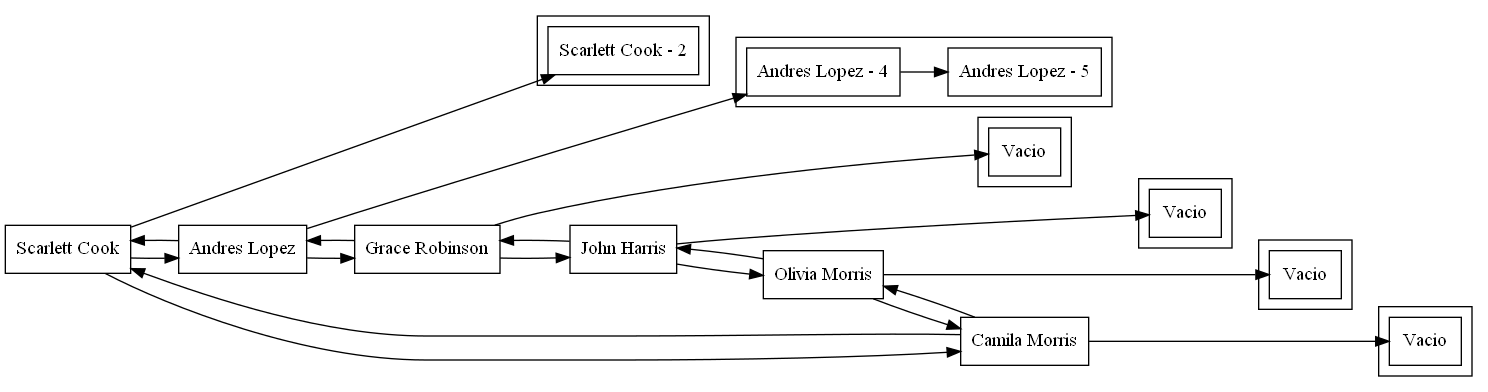 Scarlett Cook - 2
Andres Lopez - 4
Andres Lopez - 5
Vacio
Vacio
Scarlett Cook
Andres Lopez
Grace Robinson
John Harris
Olivia Morris
Vacio
Camila Morris
Vacio